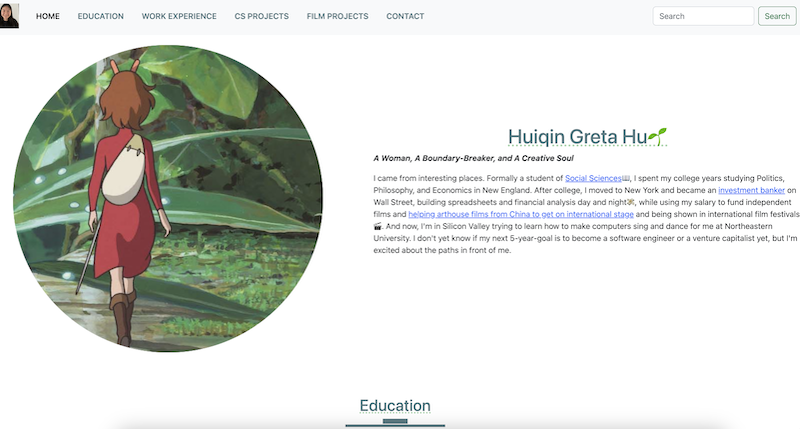 HOME EDUCATION WORK EXPERIENCE CS PROJECTS FILM PROJECTS CONTACT Search Search
Huiqin Greta Hu🌱
A Woman, A Boundary-Breaker, and A Creative Soul
I came from interesting places. Formally a student of Social Sciences📖, I spent my college years studying Politics,
Philosophy, and Economics in New England. After college, I moved to New York and became an investment banker on
Wall Street, building spreadsheets and financial analysis day and night💸, while using my salary to fund independent
films and helping arthouse films from China to get on international stage and being shown in international film festivals
🎬. And now, I'm in Silicon Valley trying to learn how to make computers sing and dance for me at Northeastern
University. I don't yet know if my next 5-year-goal is to become a software engineer or a venture capitalist yet, but I'm
excited about the paths in front of me.
Education